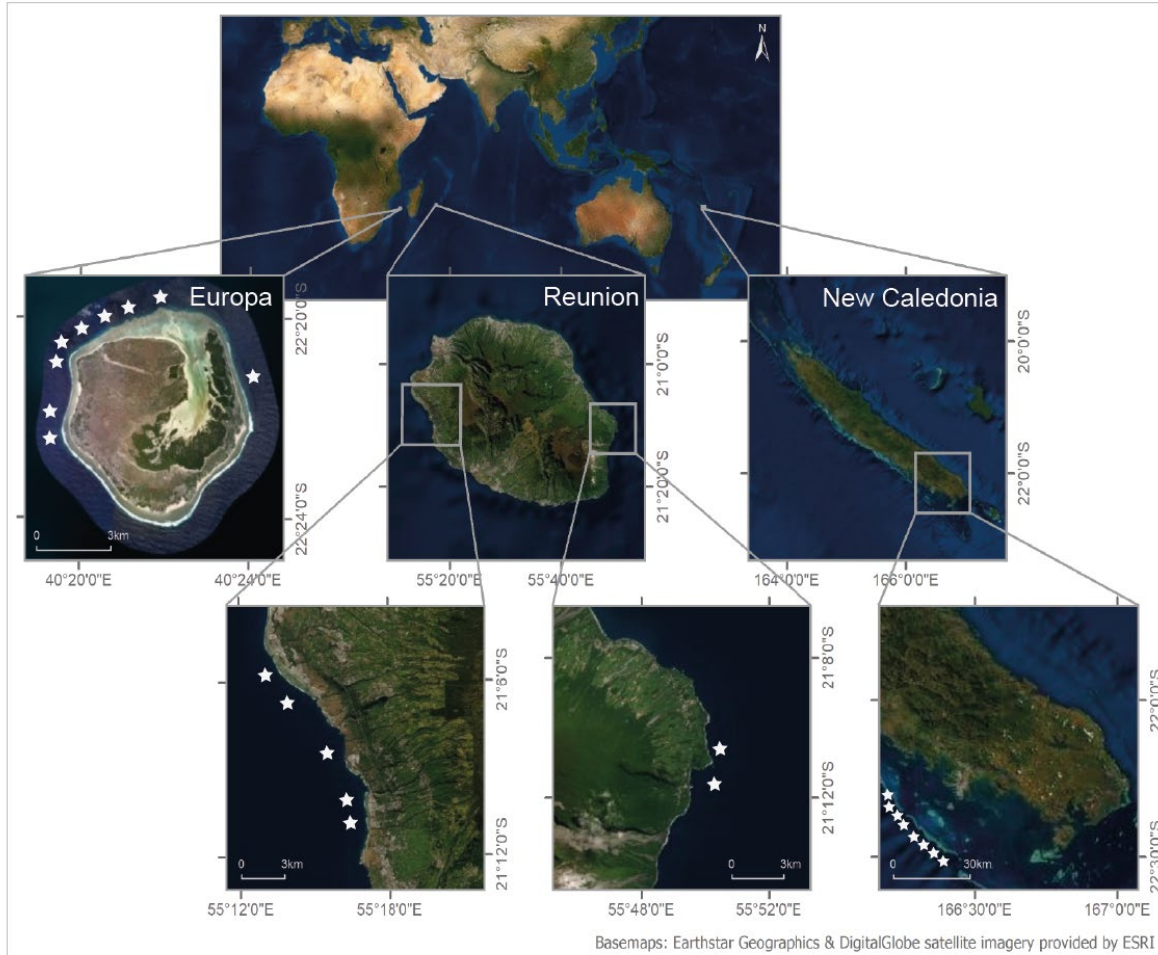 N
Europa
22°20'0"S
22°24'0"S
0 3km
40°20'0"E
40°24'0"E
Reunion
21°0'0"S
21°20'0"S
55°20'0"E
55°40'0"E
New Caledonia
20°0'0"S
22°0'0"S
164°0'0"E
166°0'0"E
21°6'0"S
21°12'0"S
0 3km
55°12'0"E
55°18'0"E
21°8'0"S
21°12'0"S
0 3km
55°48'0"E
55°52'0"E
22°0'0"S
22°30'0"S
0 30km
166°30'0"E
167°0'0"E
Basemaps: Earthstar Geographics & DigitalGlobe satellite imagery provided by ESRI